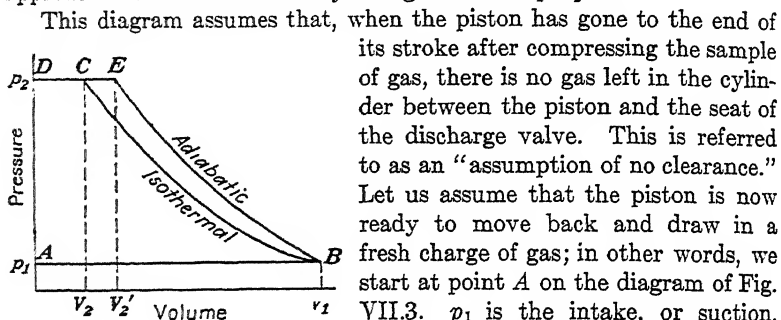 This diagram assumes that, when the piston has gone to the end of
its stroke after compressing the sample
of gas, there is no gas left in the cylin-
der between the piston and the seat of
the discharge valve. This is referred
to as an "assumption of no clearance."
Let us assume that the piston is now
ready to move back and draw in a
fresh charge of gas; in other words, we
start at point A on the diagram of Fig.
VII.3. p₁ is the intake, or suction,
D C E
p₂
Adiabatic
Isothermal
Pressure
A
p₁
B
V₂ V₂' Volume v₁